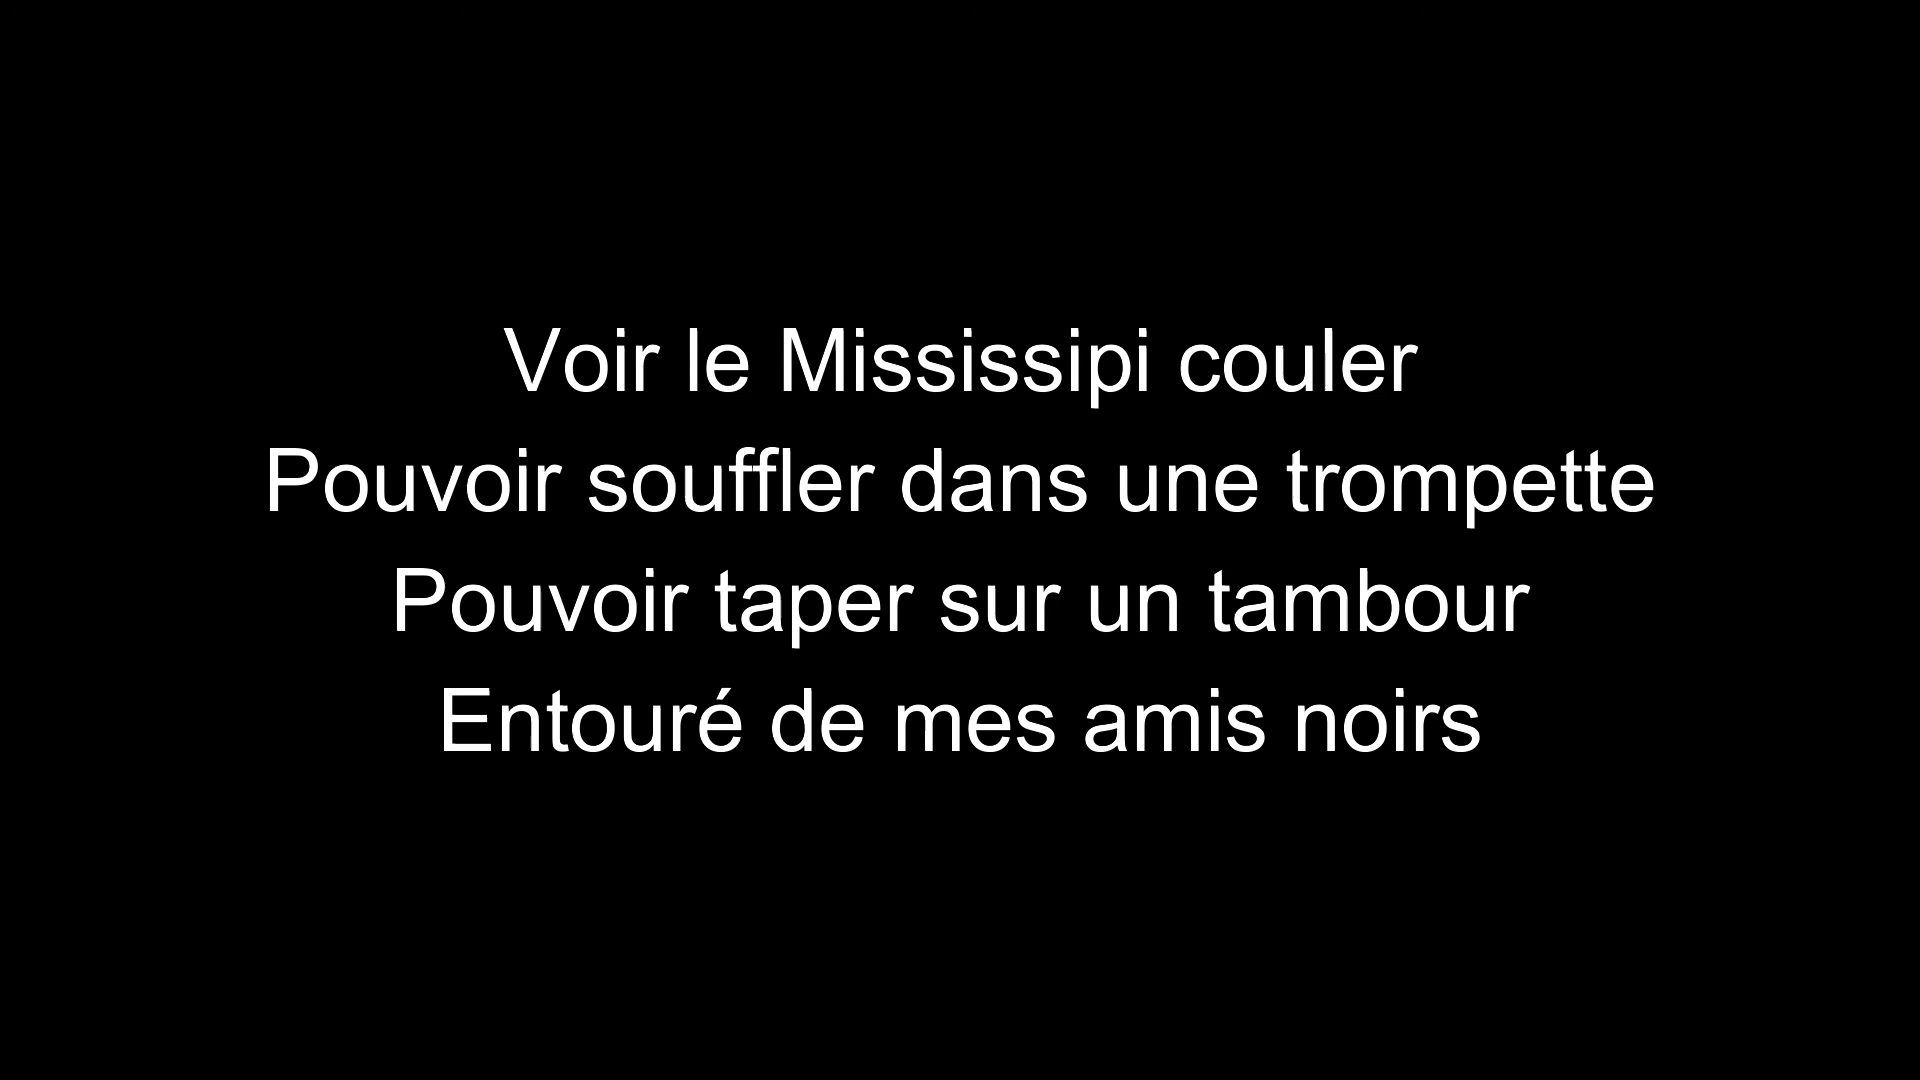 Voir le Mississipi couler
Pouvoir souffler dans une trompette
Pouvoir taper sur un tambour
Entouré de mes amis noirs